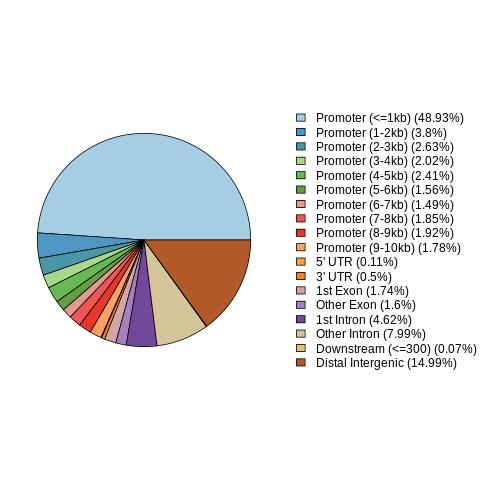 Promoter (<=1kb) (48.93%)
Promoter (1-2kb) (3.8%)
Promoter (2-3kb) (2.63%)
Promoter (3-4kb) (2.02%)
Promoter (4-5kb) (2.41%)
Promoter (5-6kb) (1.56%)
Promoter (6-7kb) (1.49%)
Promoter (7-8kb) (1.85%)
Promoter (8-9kb) (1.92%)
Promoter (9-10kb) (1.78%)
5' UTR (0.11%)
3' UTR (0.5%)
1st Exon (1.74%)
Other Exon (1.6%)
1st Intron (4.62%)
Other Intron (7.99%)
Downstream (<=300) (0.07%)
Distal Intergenic (14.99%)